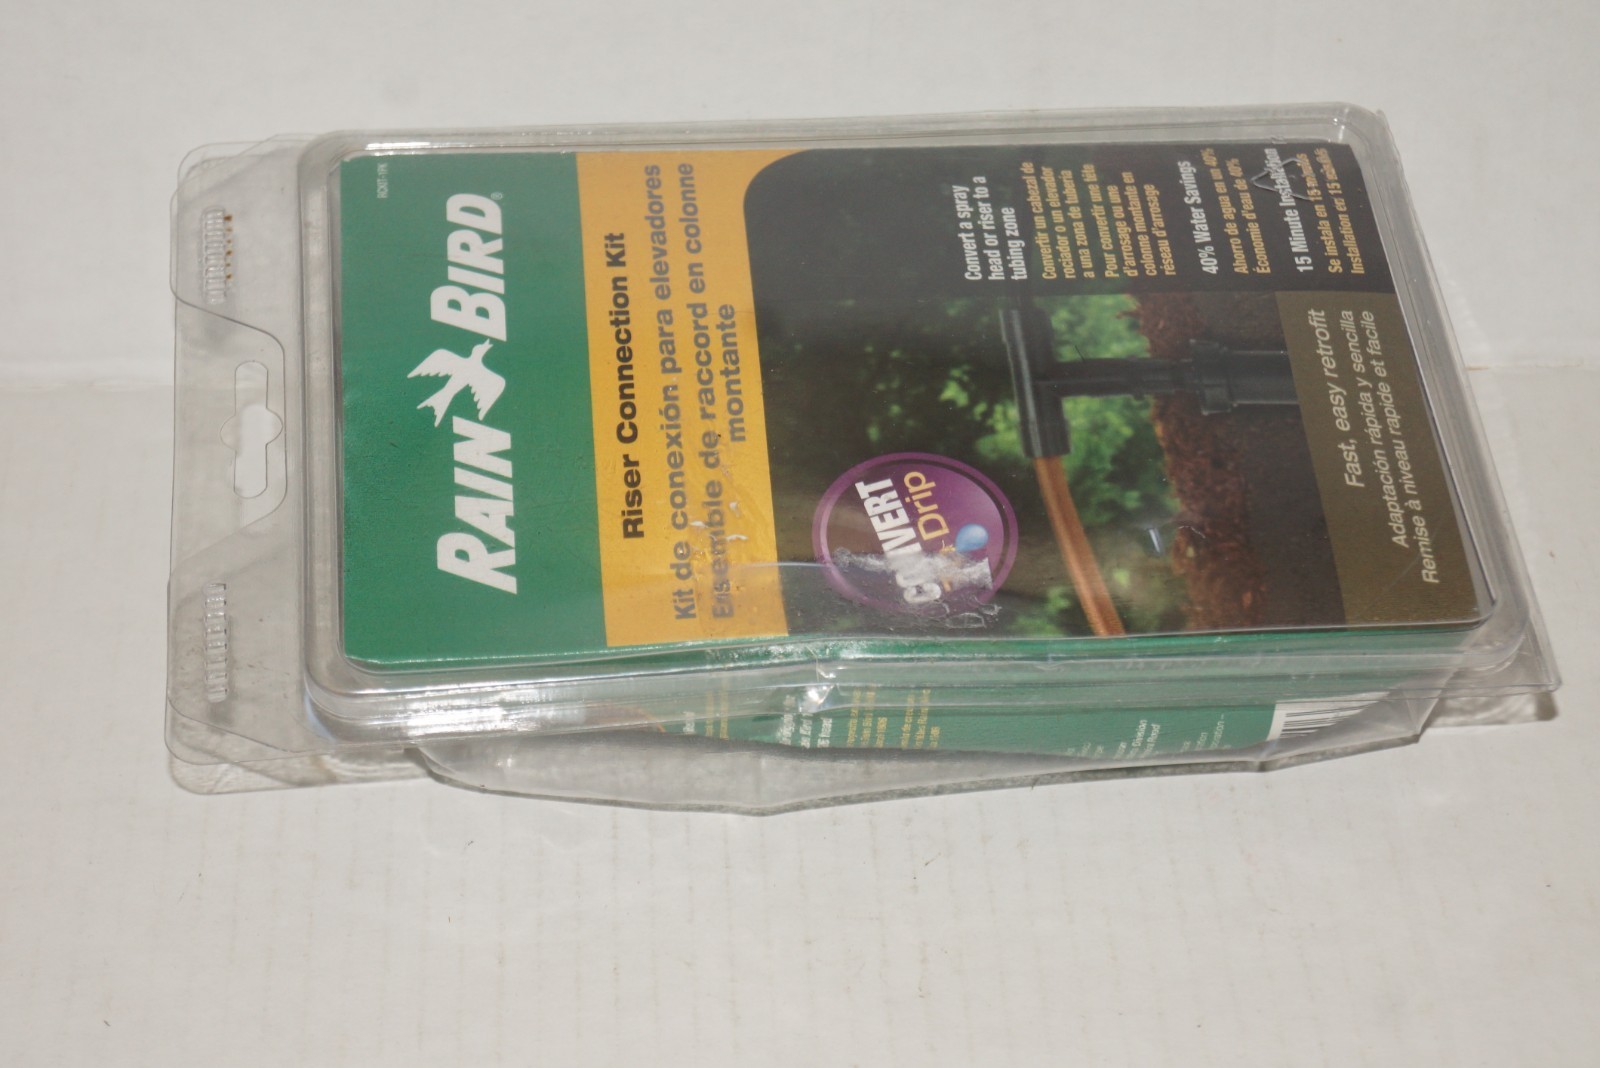 RAIN BIRD®
Riser Connection Kit
Kit de conexión para elevadores
Ensemble de raccord en colonne
montante
Convert a spray
head or riser to a
tubing zone
Convertir un cabezal de
rociador o un elevador
a una zona de tubería
Pour convertir une tête
d'arrosage ou une
colonne montante en
réseau d'arrosage
40% Water Savings
Ahorro de agua en un 40%
Économie d'eau de 40%
15 Minute Installation
Se instala en 15 minutos
Installation en 15 minutes
CONVERT
to Drip
Fast, easy retrofit
Adaptación rápida y sencilla
Remise à niveau rapide et facile